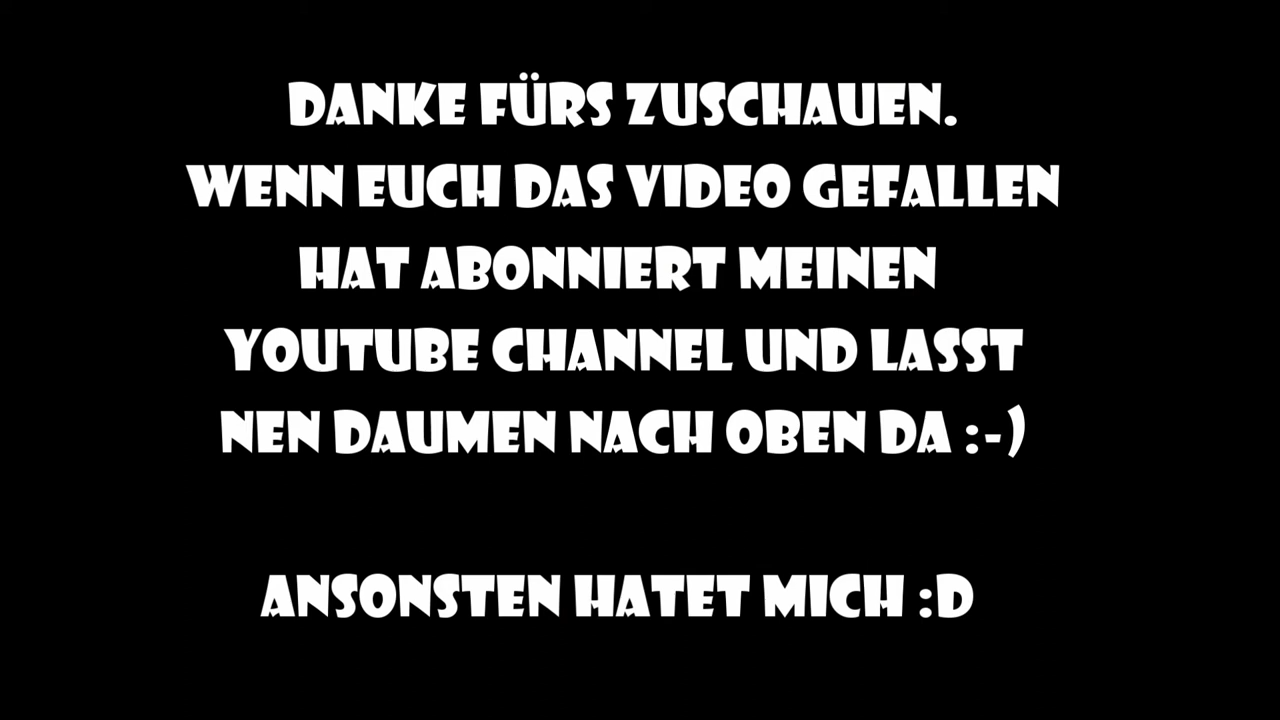 DANKE FÜRS ZUSCHAUEN.
WENN EUCH DAS VIDEO GEFALLEN
HAT ABONNIERT MEINEN
YOUTUBE CHANNEL UND LASST
NEN DAUMEN NACH OBEN DA :-)
ANSONSTEN HATET MICH :D